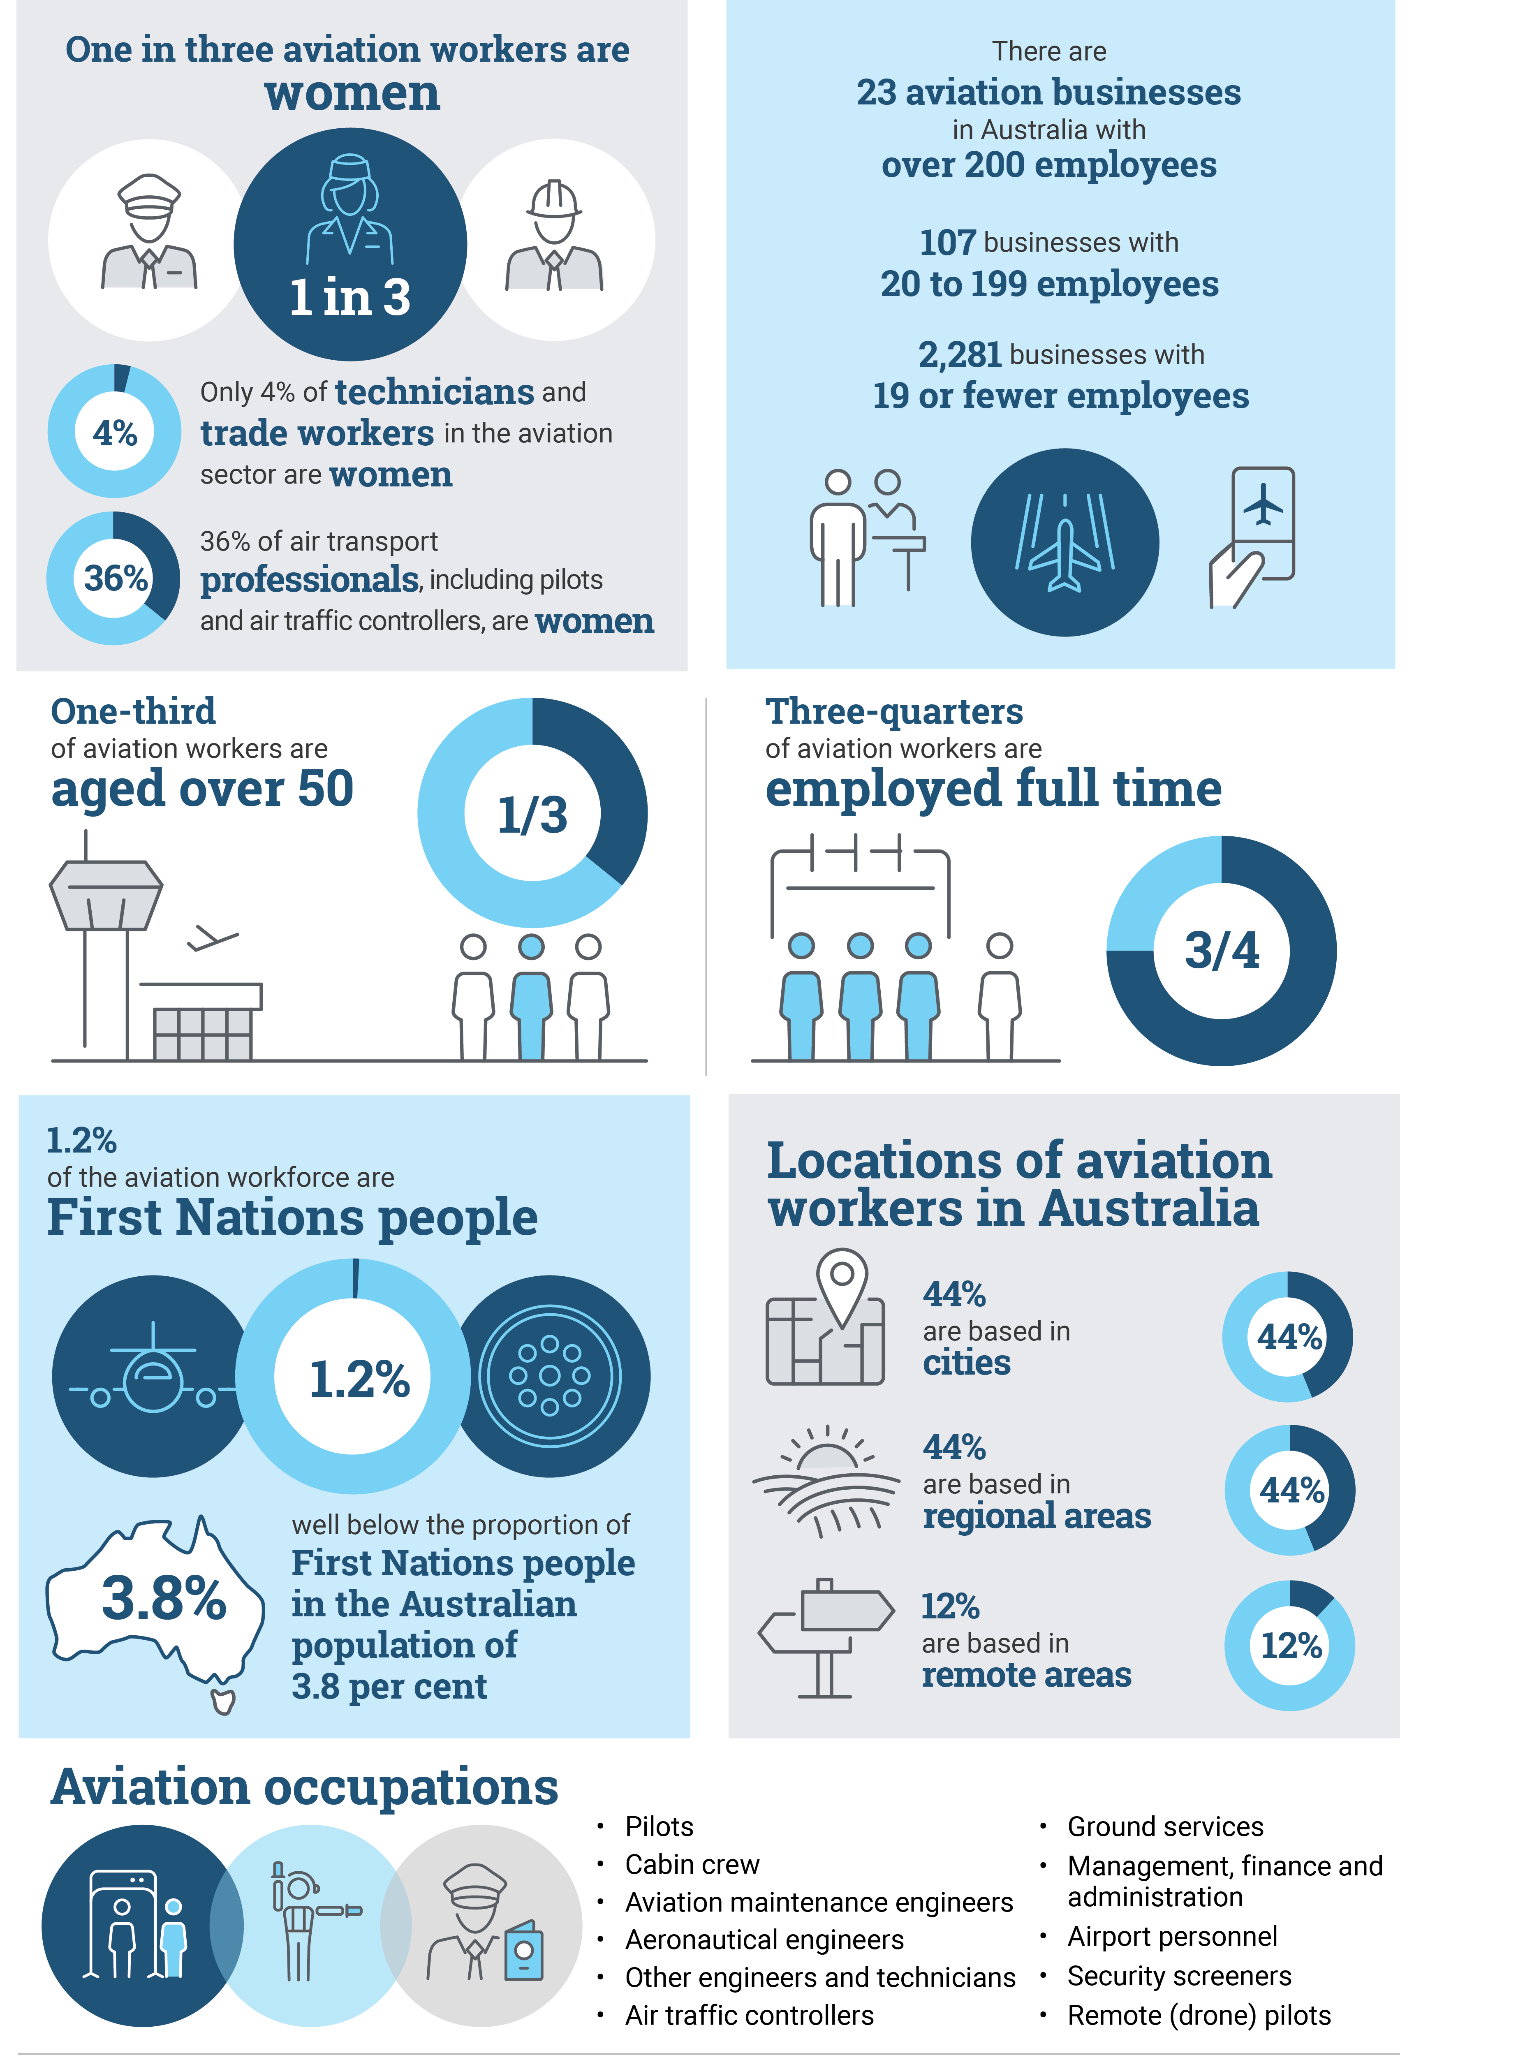 One in three aviation workers are
women
1 in 3
4%
Only 4% of technicians and
trade workers in the aviation
sector are women
36%
36% of air transport
professionals, including pilots
and air traffic controllers, are women
There are
23 aviation businesses
in Australia with
over 200 employees
107 businesses with
20 to 199 employees
2,281 businesses with
19 or fewer employees
One-third
of aviation workers are
aged over 50
1/3
Three-quarters
of aviation workers are
employed full time
3/4
1.2%
of the aviation workforce are
First Nations people
1.2%
3.8%
well below the proportion of
First Nations people
in the Australian
population of
3.8 per cent
Locations of aviation
workers in Australia
44%
are based in
cities
44%
44%
are based in
regional areas
44%
12%
are based in
remote areas
12%
Aviation occupations
• Pilots
• Cabin crew
• Aviation maintenance engineers
• Aeronautical engineers
• Other engineers and technicians
• Air traffic controllers
• Ground services
• Management, finance and
administration
• Airport personnel
• Security screeners
• Remote (drone) pilots